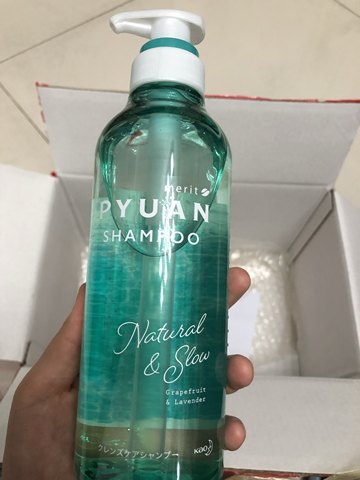 merit
PYUAN
SHAMPOO
Natural
& Slow
Grapefruit
& Lavender
クレンズケアシャンプー
Kao